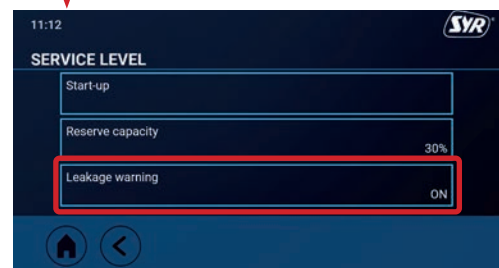 11:12
SYR
SERVICE LEVEL
Start-up
Reserve capacity
30%
Leakage warning
ON